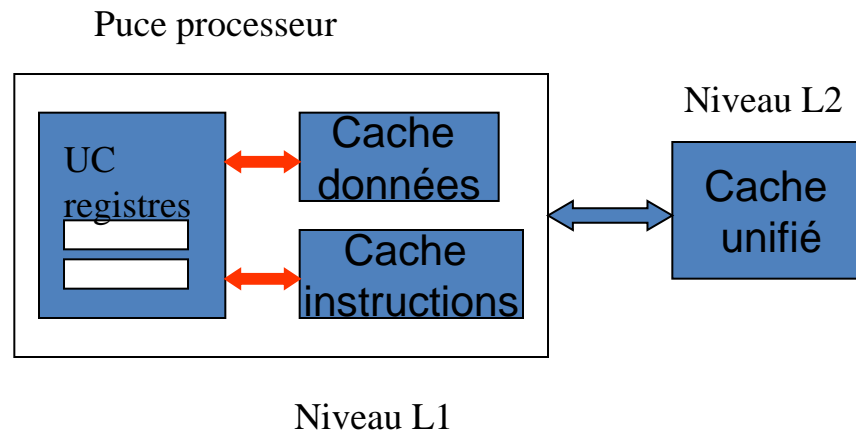 Puce processeur
Niveau L2
UC
registres
Cache
données
Cache
instructions
Cache
unifié
Niveau L1